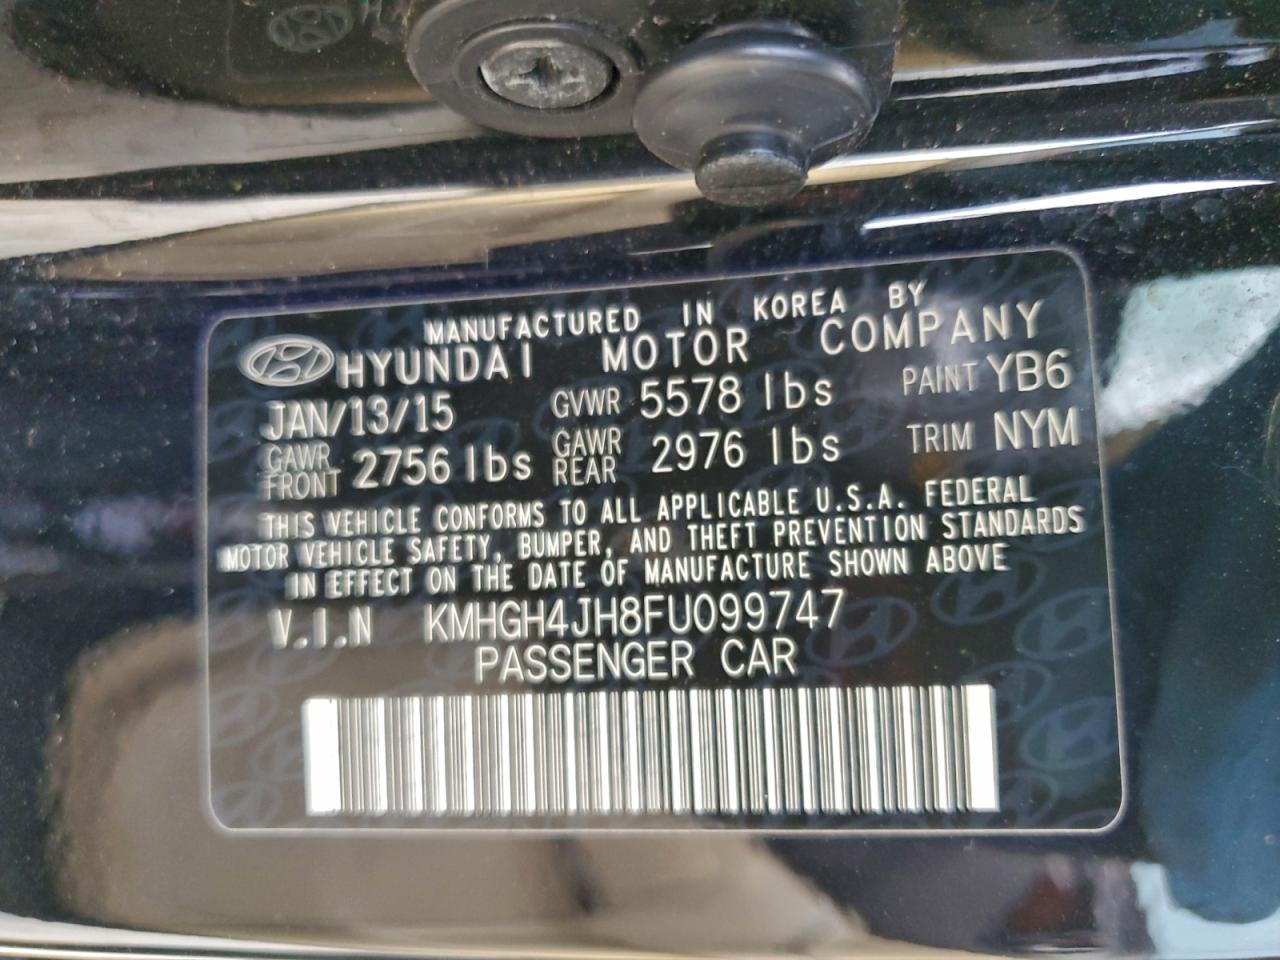 MANUFACTURED IN KOREA BY
HYUNDAI MOTOR COMPANY
JAN/13/15 GVWR 5578 lbs PAINT YB6
GAWR FRONT 2756 lbs GAWR REAR 2976 lbs TRIM NYM
THIS VEHICLE CONFORMS TO ALL APPLICABLE U.S.A. FEDERAL
MOTOR VEHICLE SAFETY, BUMPER, AND THEFT PREVENTION STANDARDS
IN EFFECT ON THE DATE OF MANUFACTURE SHOWN ABOVE
V.I.N KMHGH4JH8FU099747
PASSENGER CAR